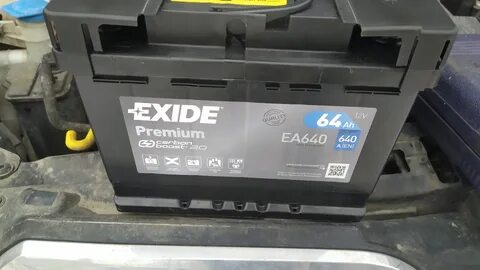 EXIDE
Premium
carbon
boost 2.0
64 Ah
12V
EA640
640
A (EN)